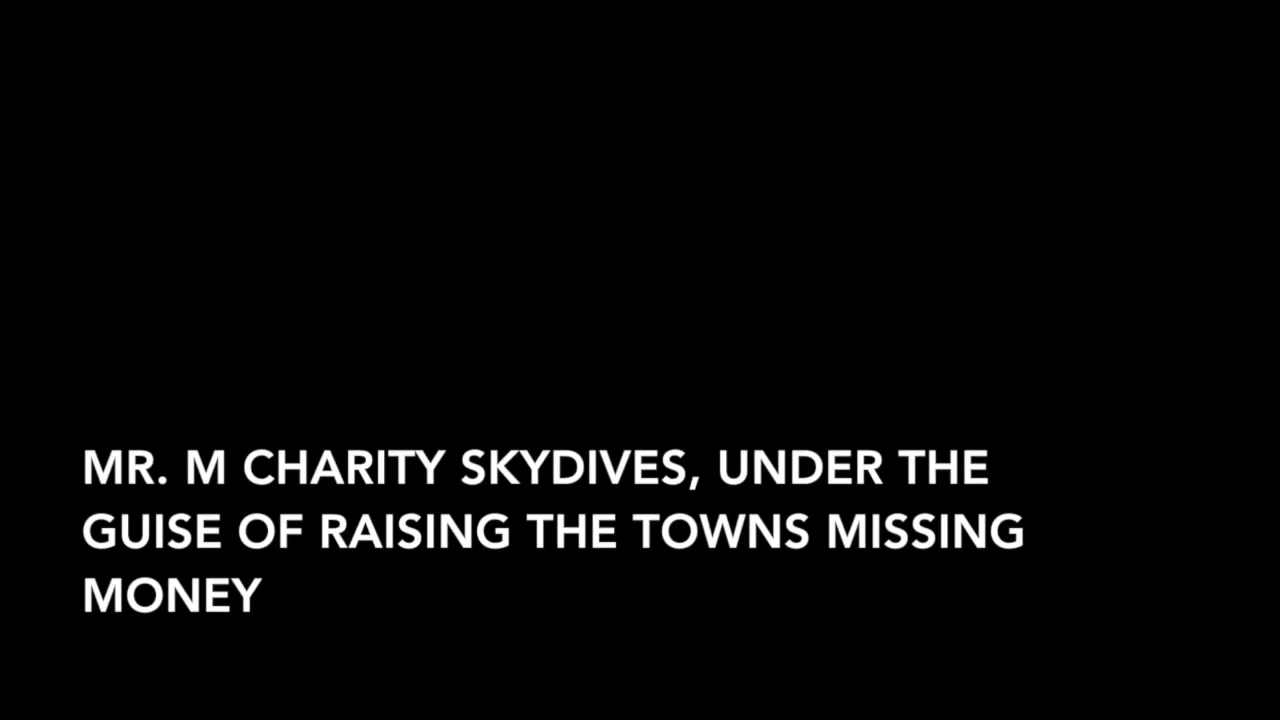 MR. M CHARITY SKYDIVES, UNDER THE
GUISE OF RAISING THE TOWNS MISSING
MONEY